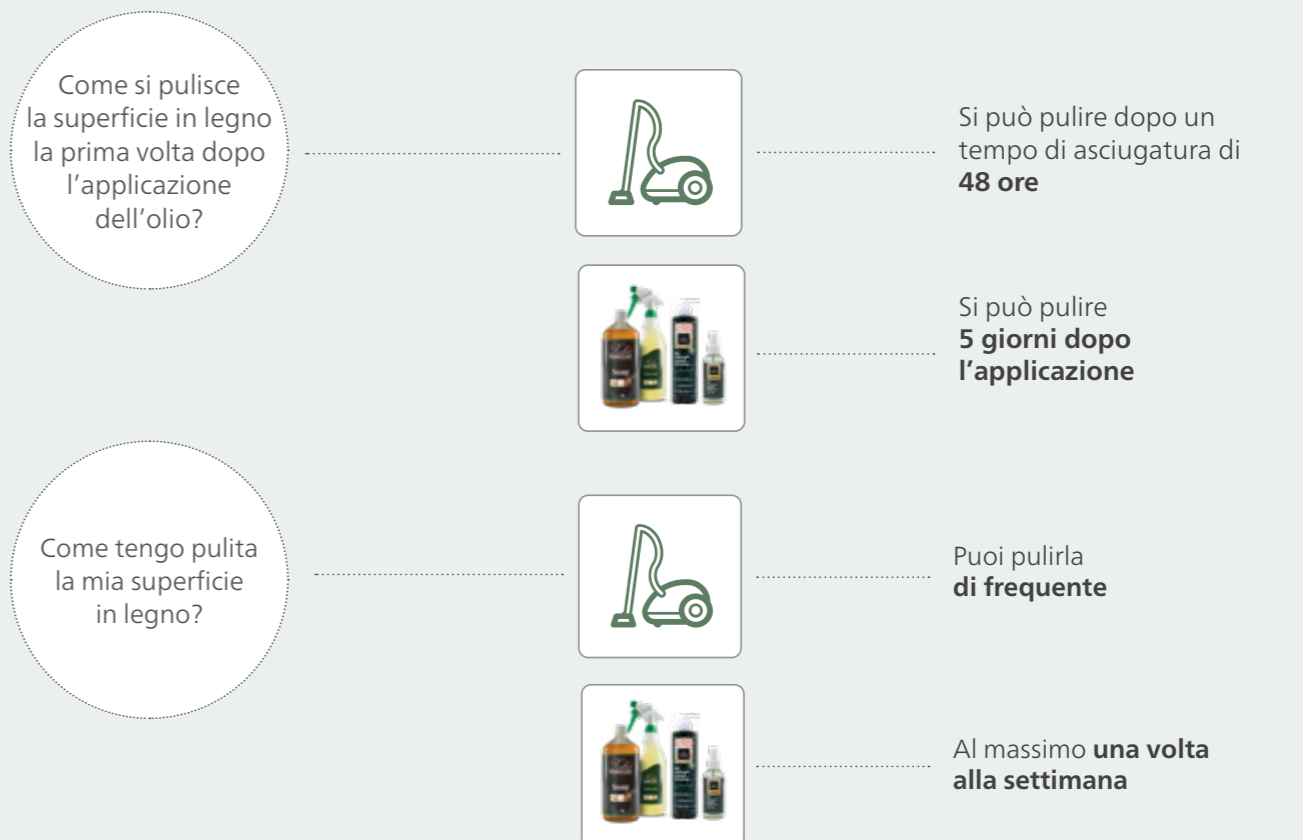 Come si pulisce
la superficie in legno
la prima volta dopo
l'applicazione
dell'olio?
Si può pulire dopo un
tempo di asciugatura di
48 ore
Soap
Si può pulire
5 giorni dopo
l'applicazione
Come tengo pulita
la mia superficie
in legno?
Puoi pulirla
di frequente
Soap
Al massimo una volta
alla settimana